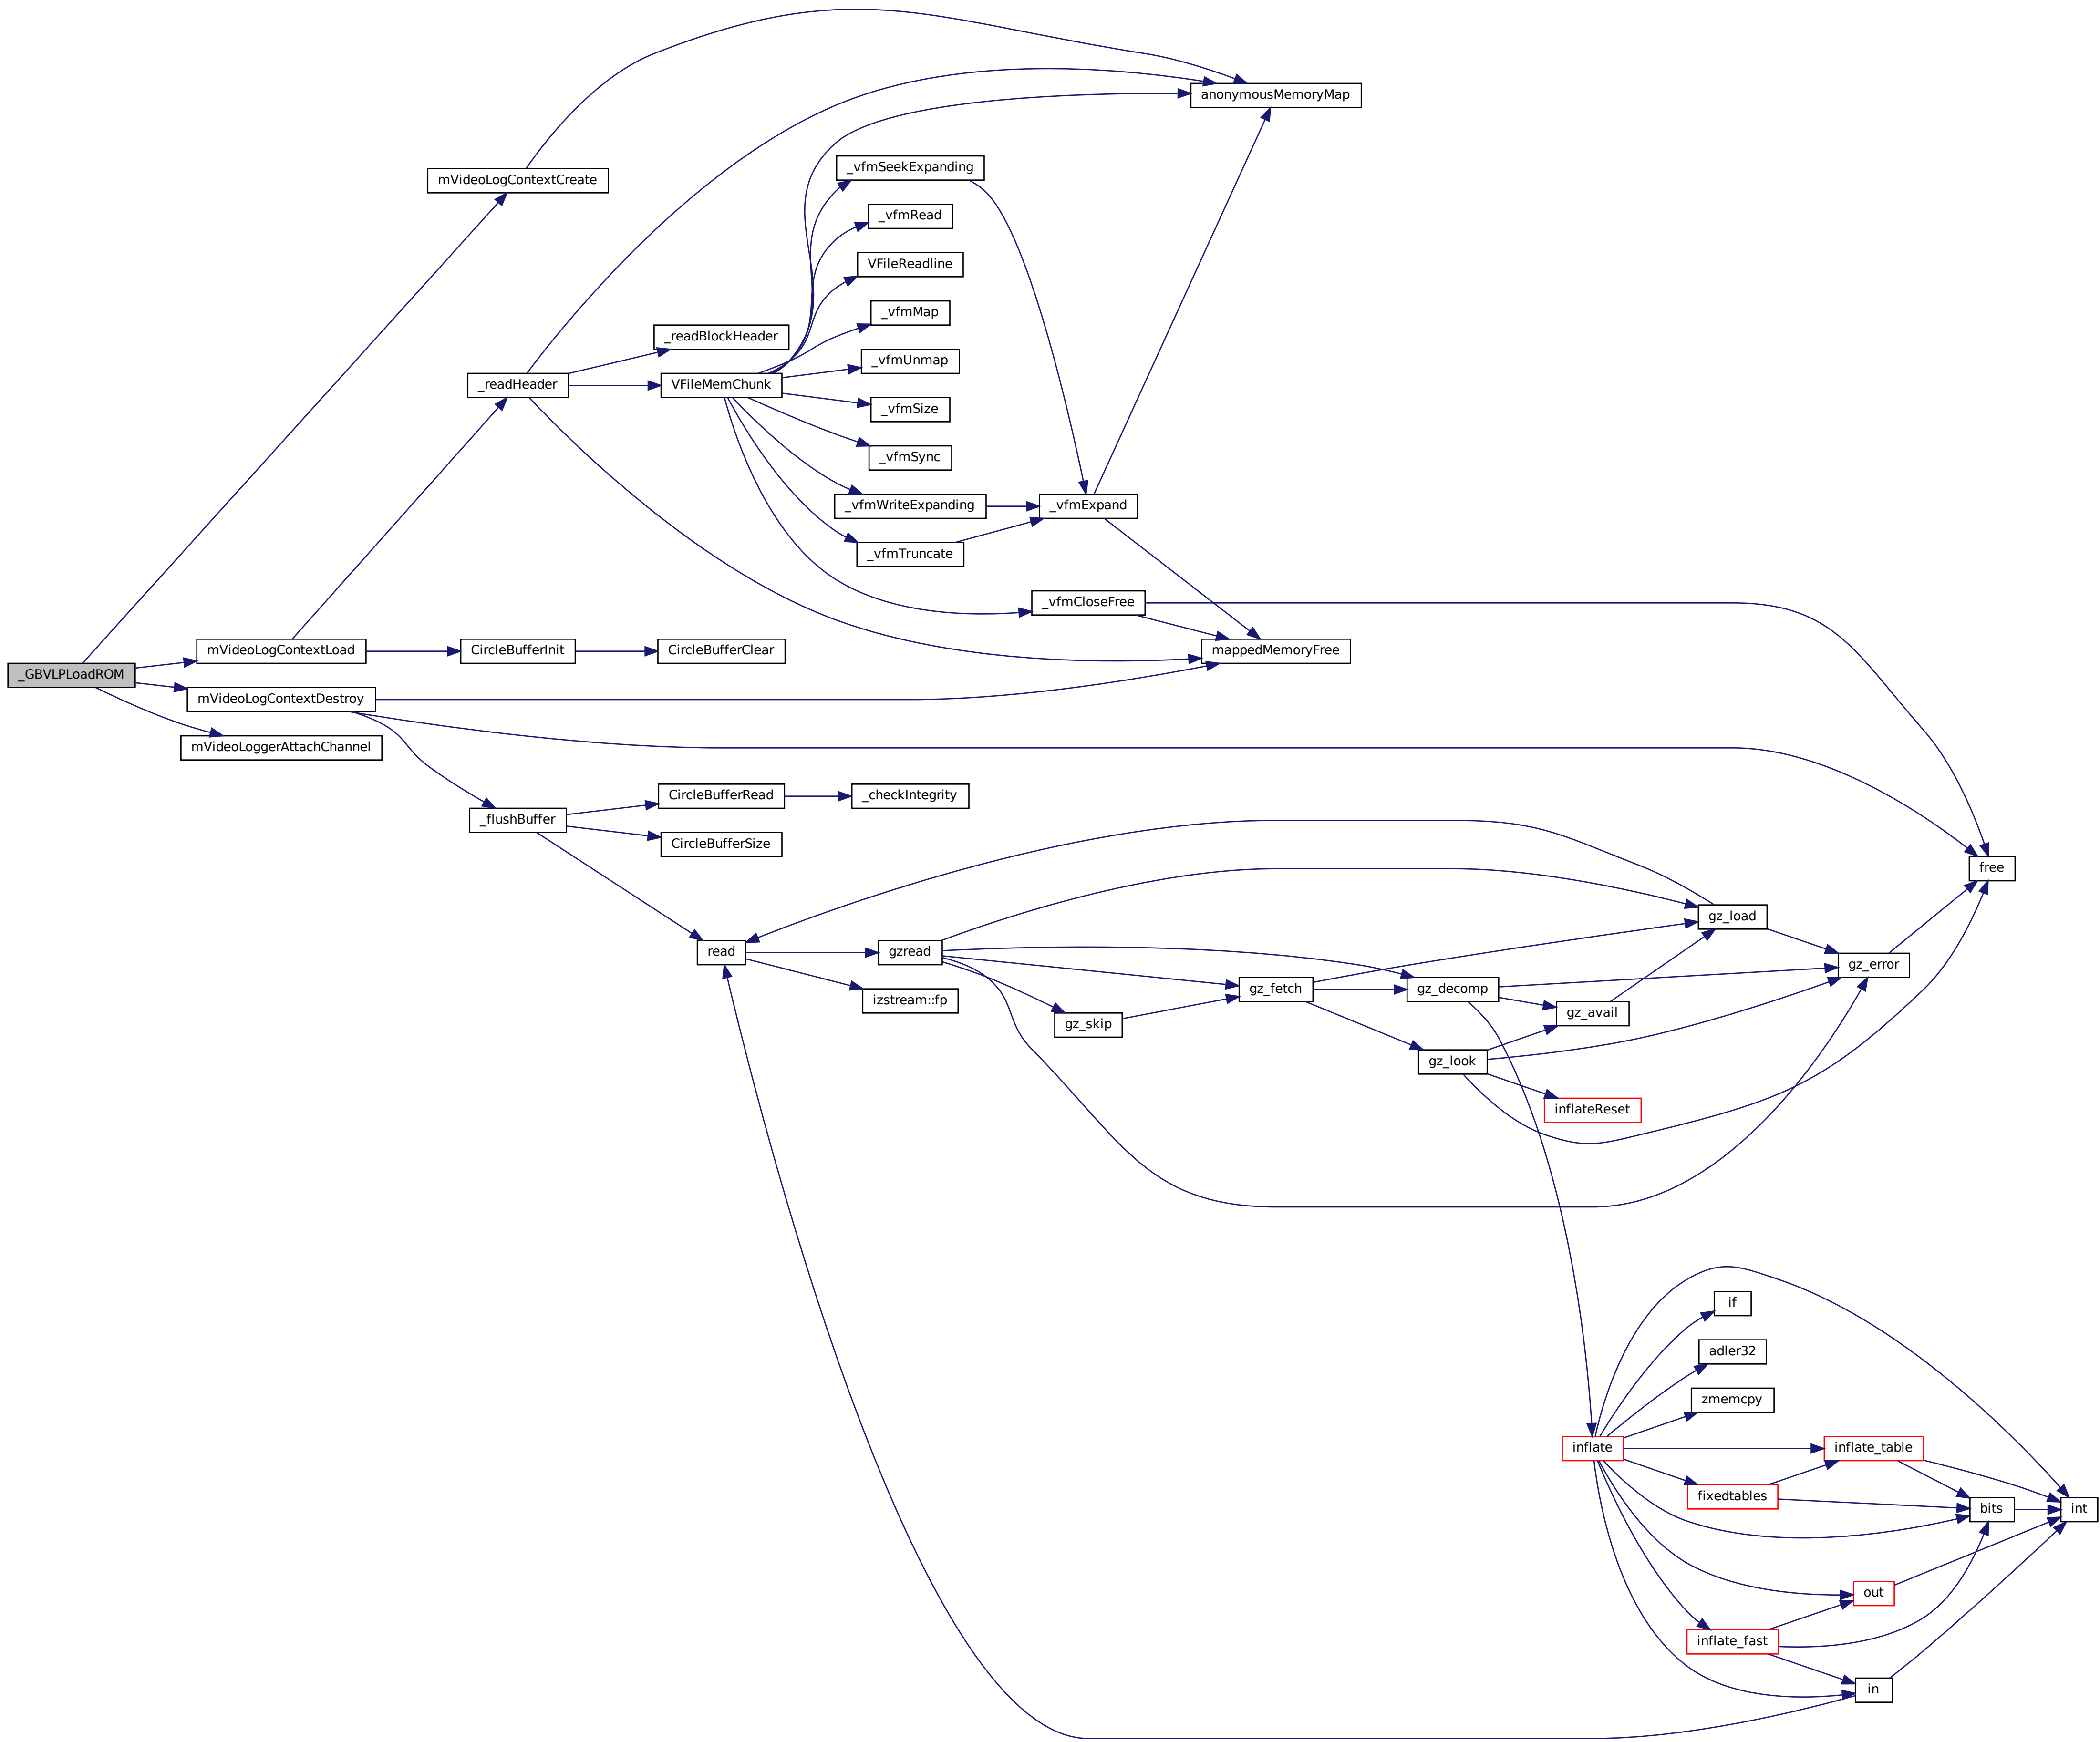 anonymousMemoryMap
_vfmSeekExpanding
mVideoLogContextCreate
_vfmRead
VFileReadline
_vfmMap
_readBlockHeader
_vfmUnmap
_readHeader
VFileMemChunk
_vfmSize
_vfmSync
_vfmWriteExpanding
_vfmExpand
_vfmTruncate
_vfmCloseFree
mVideoLogContextLoad
CircleBufferInit
CircleBufferClear
mappedMemoryFree
_GBVLPLoadROM
mVideoLogContextDestroy
mVideoLoggerAttachChannel
CircleBufferRead
_checkIntegrity
_flushBuffer
CircleBufferSize
free
gz_load
read
gzread
gz_error
gz_fetch
gz_decomp
izstream::fp
gz_avail
gz_skip
gz_look
inflateReset
if
adler32
zmemcpy
inflate
inflate_table
fixedtables
bits
int
out
inflate_fast
in